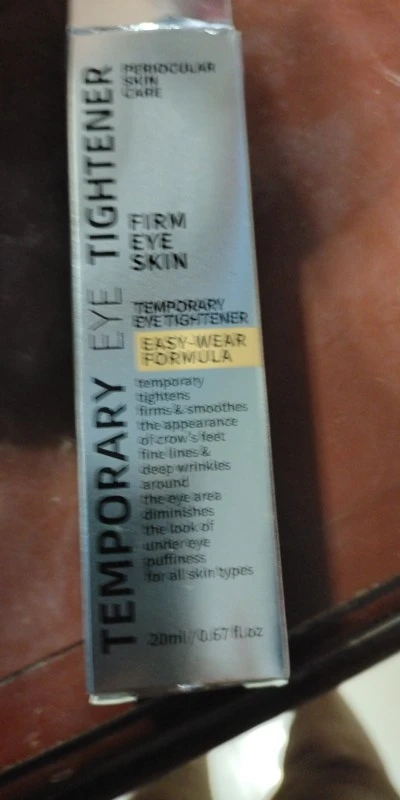 TEMPORARY EYE TIGHTENER
PERIOCULAR
SKIN
CARE
FIRM
EYE
SKIN
TEMPORARY
EYE TIGHTENER
EASY-WEAR
FORMULA
temporary
tightens
firms & smoothes
the appearance
of crow's feet
fine lines &
deep wrinkles
around
the eye area
diminishes
the look of
under eye
puffiness
for all skin types
20ml / 0.67 fl.oz